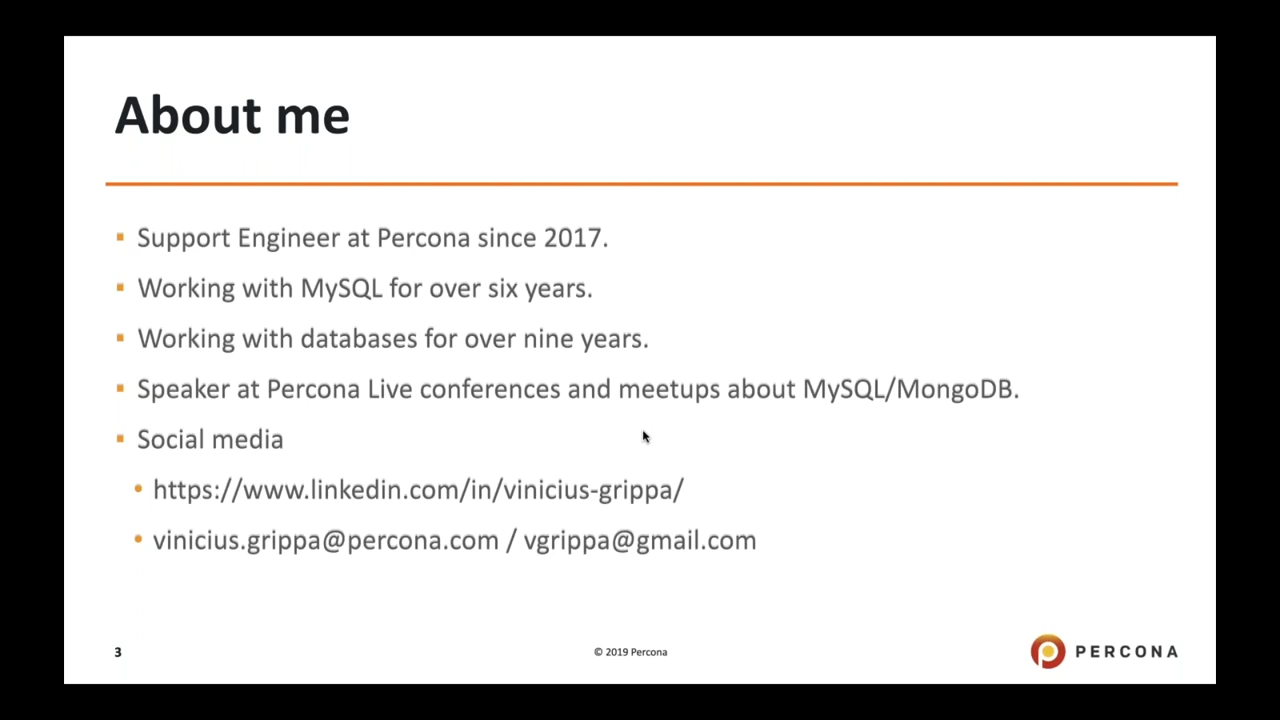 About me
Support Engineer at Percona since 2017.
Working with MySQL for over six years.
Working with databases for over nine years.
Speaker at Percona Live conferences and meetups about MySQL/MongoDB.
Social media
https://www.linkedin.com/in/vinicius-grippa/
vinicius.grippa@percona.com / vgrippa@gmail.com
3
© 2019 Percona
PERCONA